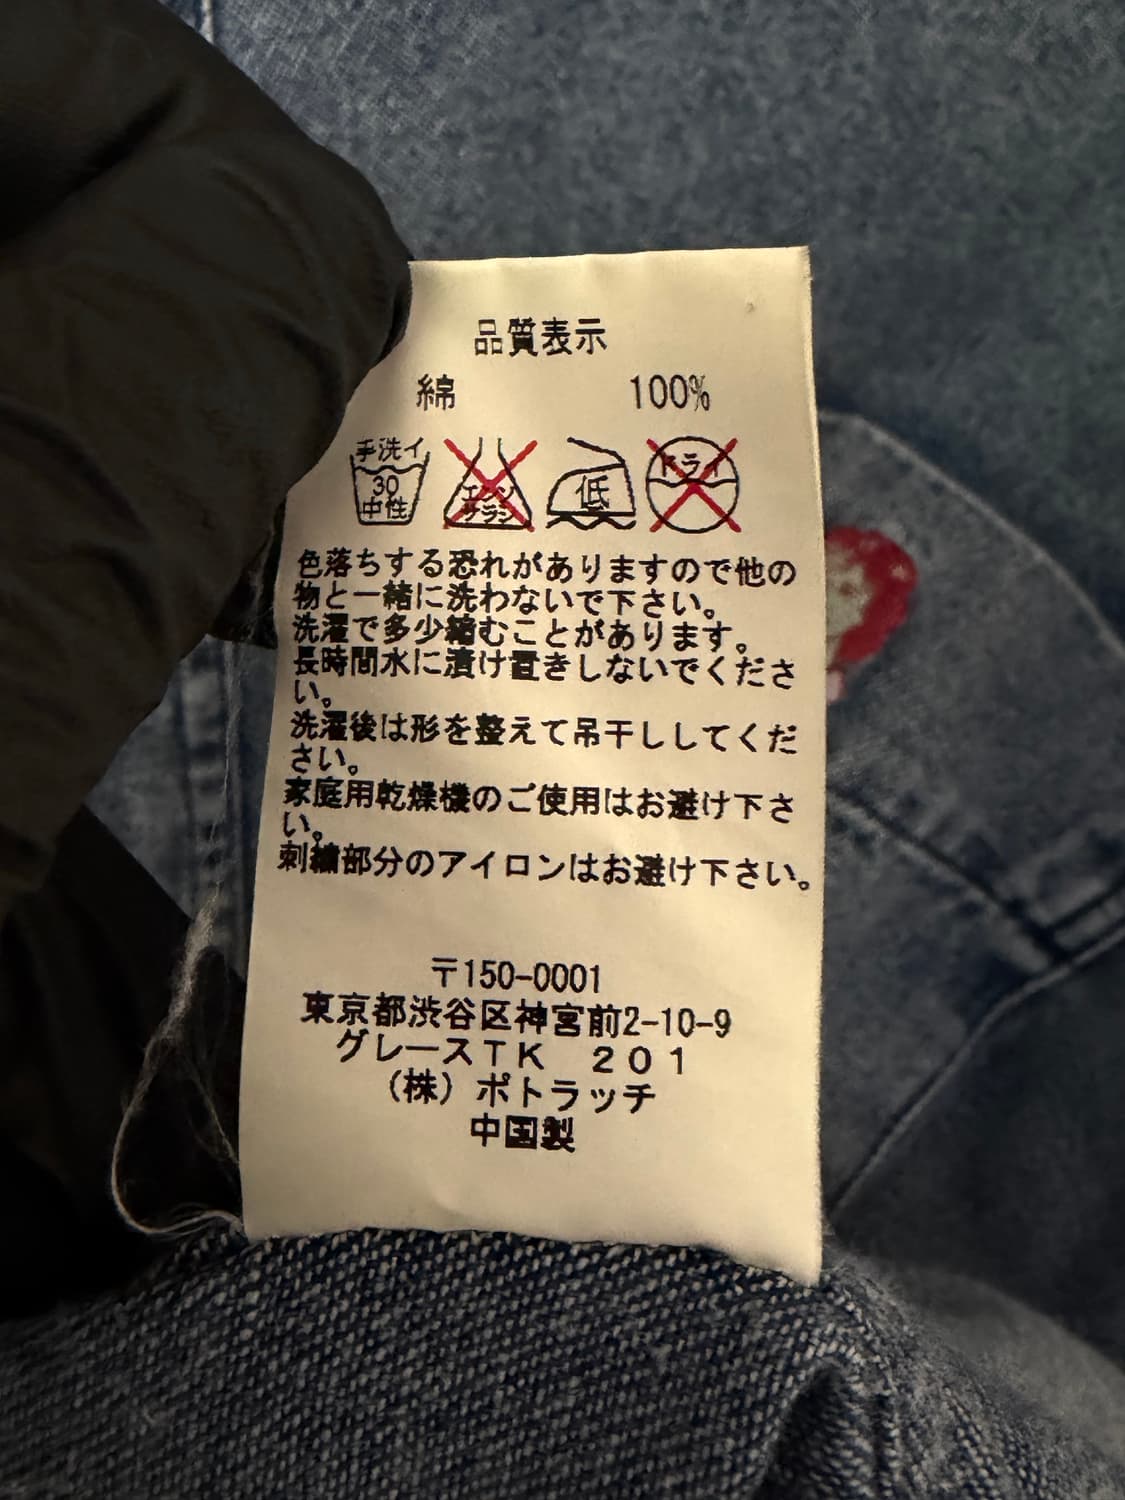 品質表示
綿 100%
手洗イ
30
中性
エンソ
サラシ
低
ドライ
色落ちする恐れがありますので他の
物と一緒に洗わないで下さい。
洗濯で多少縮むことがあります。
長時間水に漬け置きしないでくださ
い。
洗濯後は形を整えて吊干ししてくだ
さい。
家庭用乾燥機のご使用はお避け下さ
い。
刺繍部分のアイロンはお避け下さい。
〒150-0001
東京都渋谷区神宮前2-10-9
グレースTK 201
(株) ポトラッチ
中国製